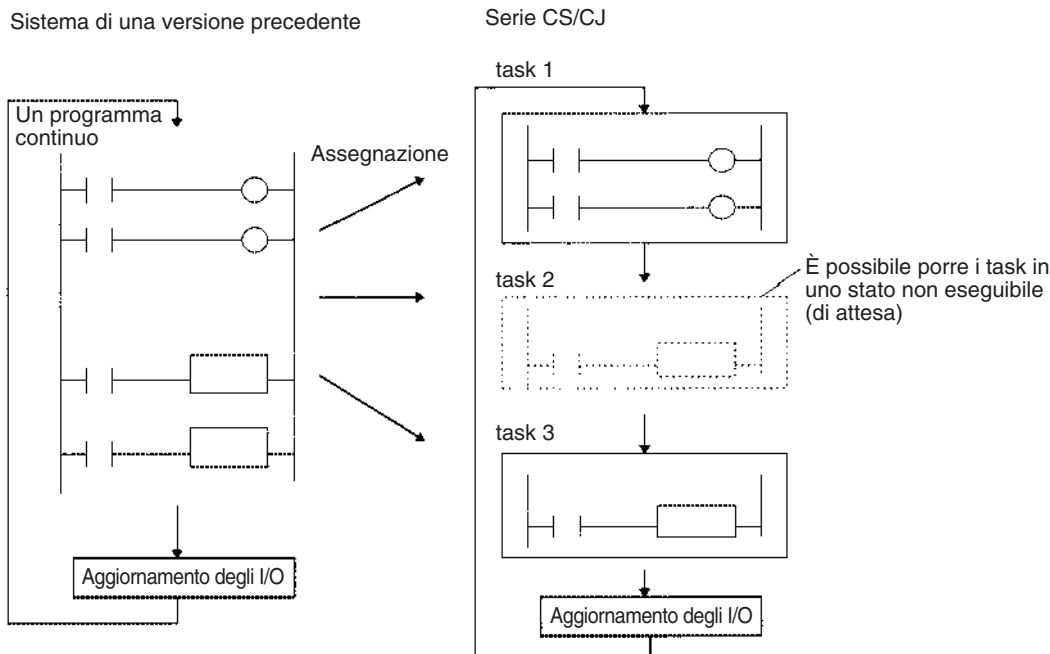 Sistema di una versione precedente
Serie CS/CJ
Un programma
continuo
Assegnazione
task 1
task 2
È possibile porre i task in
uno stato non eseguibile
(di attesa)
task 3
Aggiornamento degli I/O
Aggiornamento degli I/O